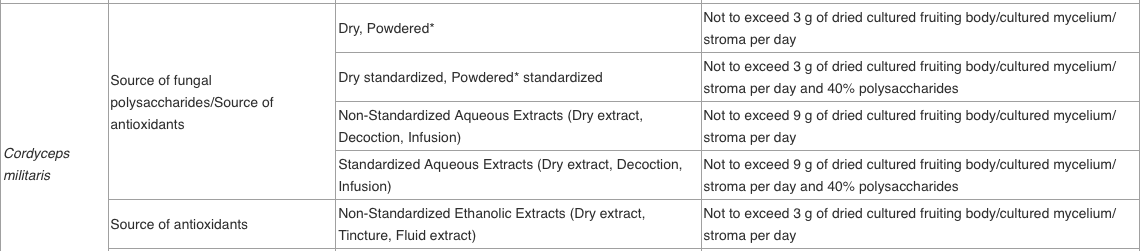 Cordyceps
militaris
Source of fungal
polysaccharides/Source of
antioxidants
Dry, Powdered*
Not to exceed 3 g of dried cultured fruiting body/cultured mycelium/
stroma per day
Dry standardized, Powdered* standardized
Not to exceed 3 g of dried cultured fruiting body/cultured mycelium/
stroma per day and 40% polysaccharides
Non-Standardized Aqueous Extracts (Dry extract,
Decoction, Infusion)
Not to exceed 9 g of dried cultured fruiting body/cultured mycelium/
stroma per day
Standardized Aqueous Extracts (Dry extract, Decoction,
Infusion)
Not to exceed 9 g of dried cultured fruiting body/cultured mycelium/
stroma per day and 40% polysaccharides
Source of antioxidants
Non-Standardized Ethanolic Extracts (Dry extract,
Tincture, Fluid extract)
Not to exceed 3 g of dried cultured fruiting body/cultured mycelium/
stroma per day